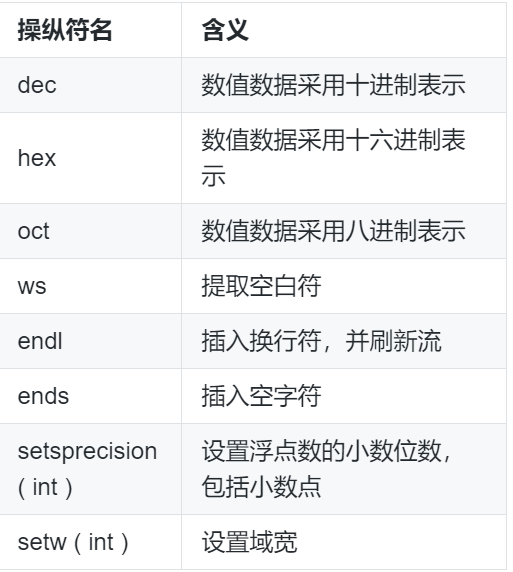 操纵符名 含义
dec 数值数据采用十进制表示
hex 数值数据采用十六进制表
示
oct 数值数据采用八进制表示
ws 提取空白符
endl 插入换行符，并刷新流
ends 插入空字符
setsprecision 设置浮点数的小数位数，
( int ) 包括小数点
setw ( int ) 设置域宽